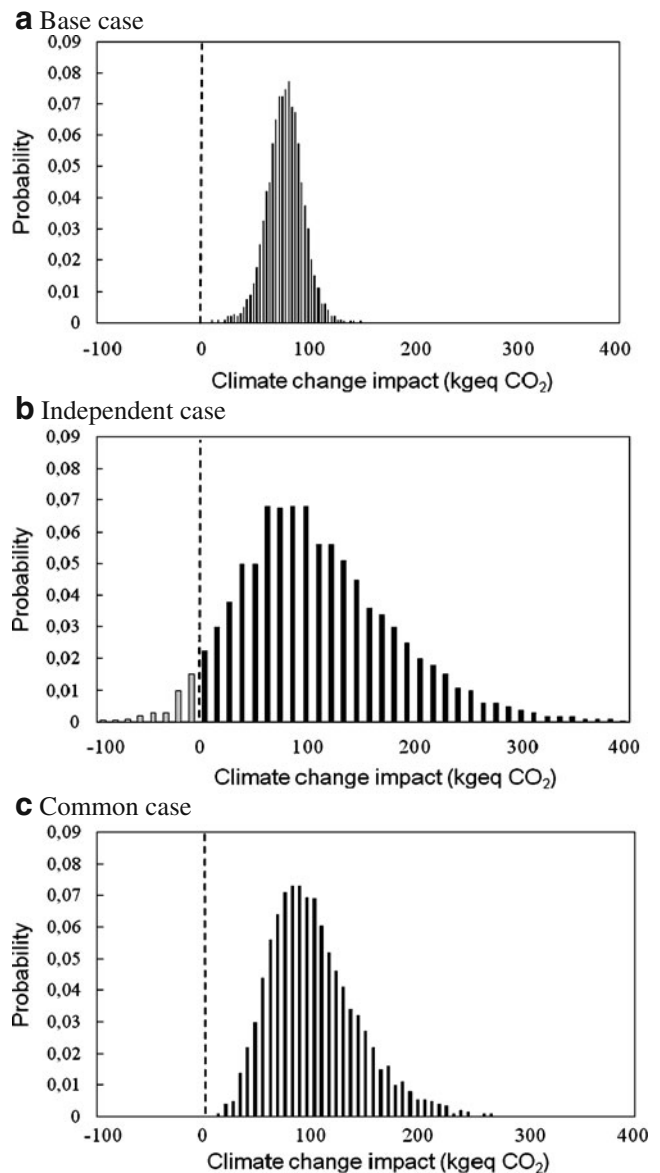 a Base case
0,09
0,08
0,07
0,06
0,05
0,04
0,03
0,02
0,01
0
Probability
-100 0 100 200 300 400
Climate change impact (kgeq CO₂)
b Independent case
0,09
0,08
0,07
0,06
0,05
0,04
0,03
0,02
0,01
0
Probability
-100 0 100 200 300 400
Climate change impact (kgeq CO₂)
c Common case
0,09
0,08
0,07
0,06
0,05
0,04
0,03
0,02
0,01
0
Probability
-100 0 100 200 300 400
Climate change impact (kgeq CO₂)